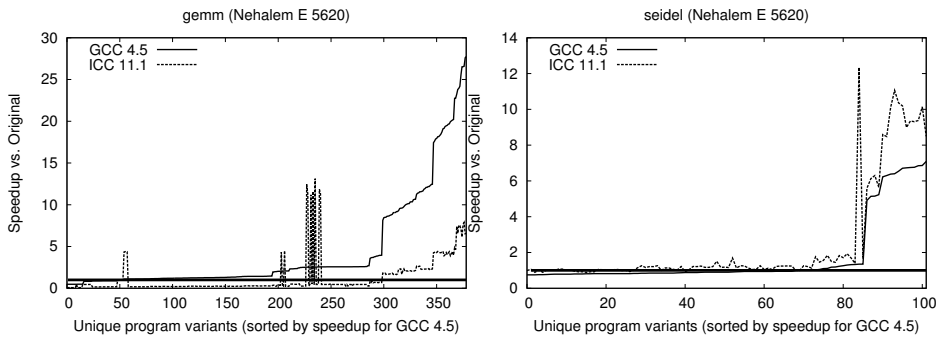 gemm (Nehalem E 5620)
GCC 4.5
ICC 11.1
Speedup vs. Original
30
25
20
15
10
5
0
0 50 100 150 200 250 300 350
Unique program variants (sorted by speedup for GCC 4.5)
seidel (Nehalem E 5620)
GCC 4.5
ICC 11.1
Speedup vs. Original
14
12
10
8
6
4
2
0
0 20 40 60 80 100
Unique program variants (sorted by speedup for GCC 4.5)